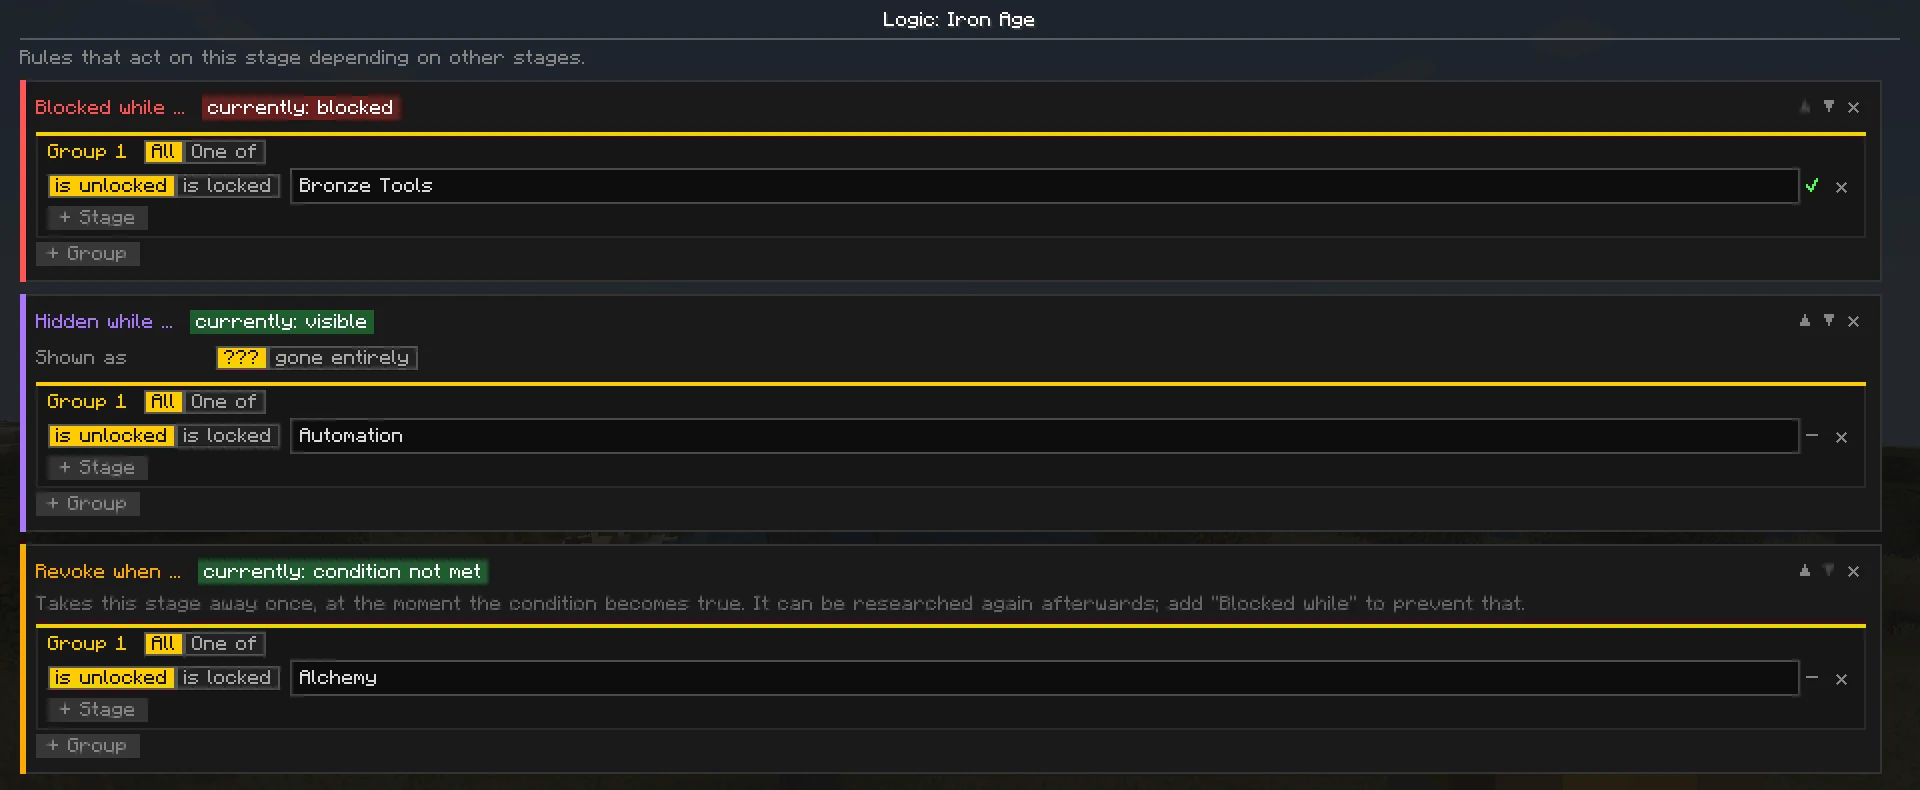 Logic: Iron Age
Rules that act on this stage depending on other stages.
Blocked while ... currently: blocked
Group 1 All One of
is unlocked is locked Bronze Tools
+ Stage
+ Group
Hidden while ... currently: visible
Shown as ??? gone entirely
Group 1 All One of
is unlocked is locked Automation
+ Stage
+ Group
Revoke when ... currently: condition not met
Takes this stage away once, at the moment the condition becomes true. It can be researched again afterwards; add "Blocked while" to prevent that.
Group 1 All One of
is unlocked is locked Alchemy
+ Stage
+ Group